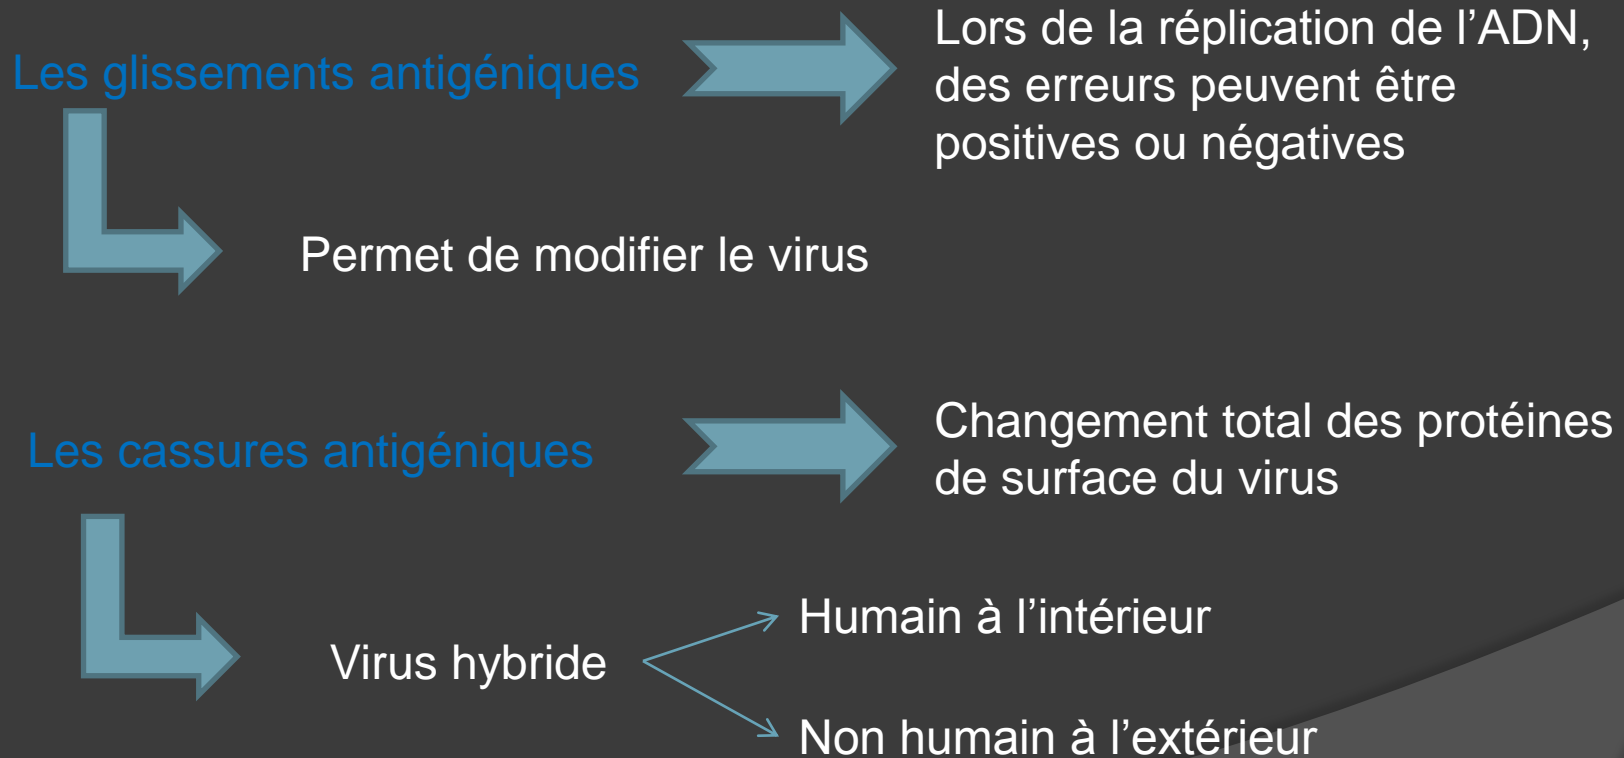 Les glissements antigéniques
Lors de la réplication de l’ADN,
des erreurs peuvent être
positives ou négatives
Permet de modifier le virus
Les cassures antigéniques
Changement total des protéines
de surface du virus
Virus hybride
Humain à l’intérieur
Non humain à l’extérieur